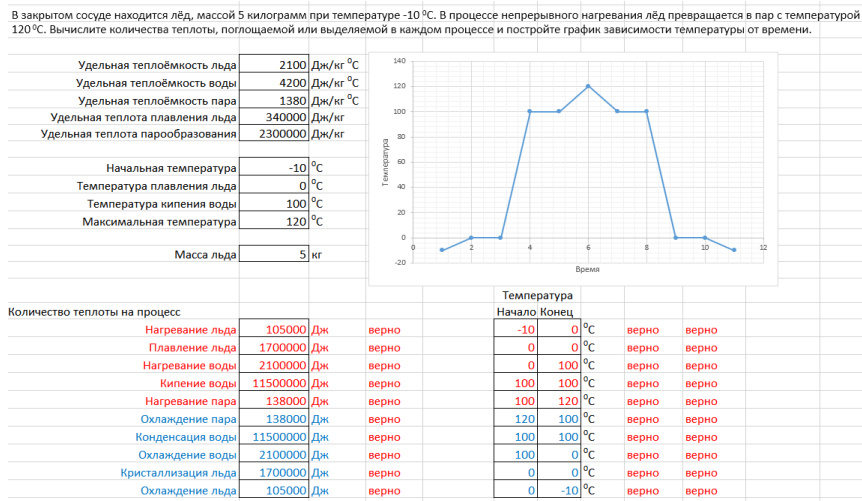 В закрытом сосуде находится лёд, массой 5 килограмм при температуре -10 ⁰С. В процессе непрерывного нагревания лёд превращается в пар с температурой
120 ⁰С. Вычислите количества теплоты, поглощаемой или выделяемой в каждом процессе и постройте график зависимости температуры от времени.
Удельная теплоёмкость льда 2100 Дж/кг ⁰С
Удельная теплоёмкость воды 4200 Дж/кг ⁰С
Удельная теплоёмкость пара 1380 Дж/кг ⁰С
Удельная теплота плавления льда 340000 Дж/кг
Удельная теплота парообразования 2300000 Дж/кг
Начальная температура -10 ⁰С
Температура плавления льда 0 ⁰С
Температура кипения воды 100 ⁰С
Максимальная температура 120 ⁰С
Масса льда 5 кг
140
120
100
80
60
40
20
0
-20
Температура
0 2 4 6 8 10 12
Время
Температура
Количество теплоты на процесс Начало Конец
Нагревание льда 105000 Дж верно -10 0 ⁰С верно верно
Плавление льда 1700000 Дж верно 0 0 ⁰С верно верно
Нагревание воды 2100000 Дж верно 0 100 ⁰С верно верно
Кипение воды 11500000 Дж верно 100 100 ⁰С верно верно
Нагревание пара 138000 Дж верно 100 120 ⁰С верно верно
Охлаждение пара 138000 Дж верно 120 100 ⁰С верно верно
Конденсация воды 11500000 Дж верно 100 100 ⁰С верно верно
Охлаждение воды 2100000 Дж верно 100 0 ⁰С верно верно
Кристаллизация льда 1700000 Дж верно 0 0 ⁰С верно верно
Охлаждение льда 105000 Дж верно 0 -10 ⁰С верно верно